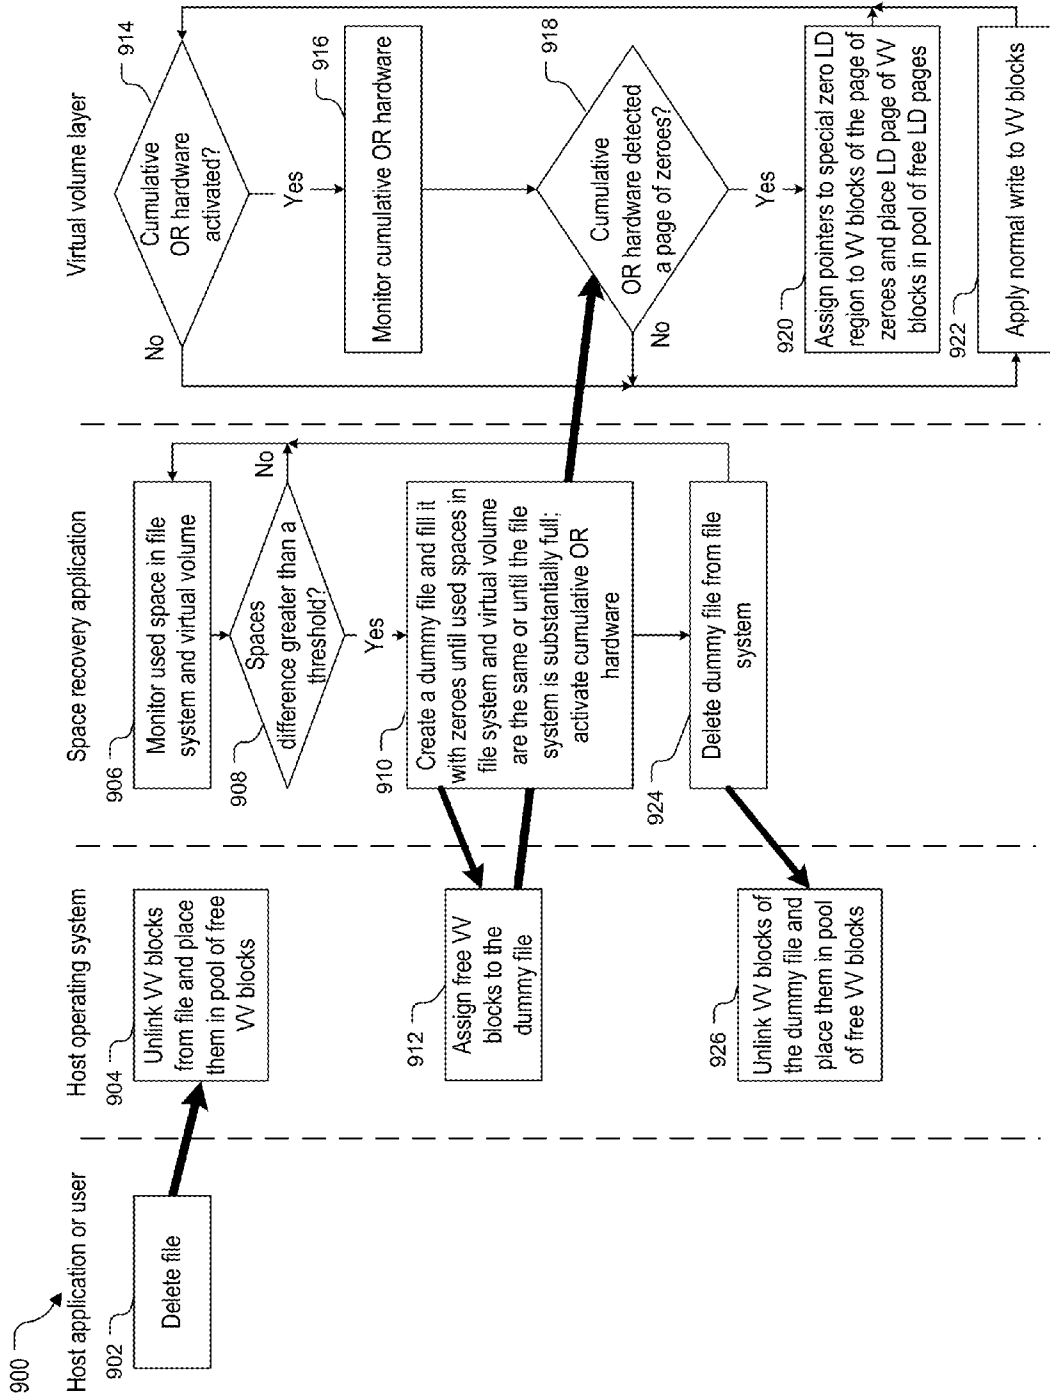 900
Host application or user
902
Delete file
Host operating system
904
Unlink VV blocks
from file and place
them in pool of free
VV blocks
912
Assign free VV
blocks to the
dummy file
926
Unlink VV blocks of
the dummy file and
place them in pool
of free VV blocks
Space recovery application
906
Monitor used space in file
system and virtual volume
908
Spaces
difference greater than a
threshold?
No
Yes
910
Create a dummy file and fill it
with zeroes until used spaces in
file system and virtual volume
are the same or until the file
system is substantially full;
activate cumulative OR
hardware
924
Delete dummy file from file
system
Virtual volume layer
914
Cumulative
OR hardware
activated?
No
Yes
916
Monitor cumulative OR hardware
918
Cumulative
OR hardware detected
a page of zeroes?
No
Yes
920
Assign pointers to special zero LD
region to VV blocks of the page of
zeroes and place LD page of VV
blocks in pool of free LD pages
922
Apply normal write to VV blocks